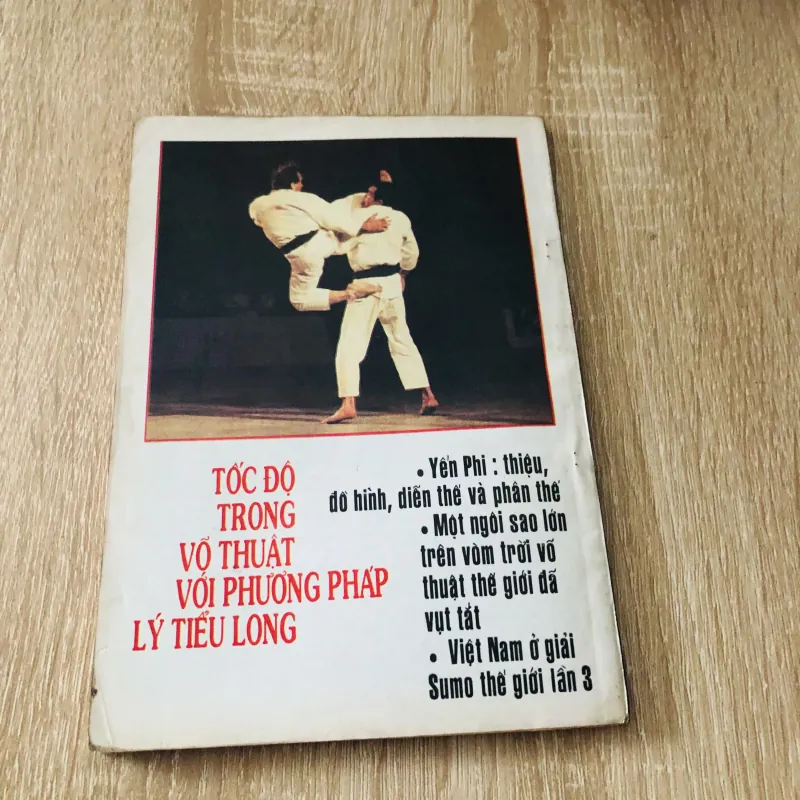 TỐC ĐỘ
TRONG
VÕ THUẬT
VỚI PHƯƠNG PHÁP
LÝ TIỂU LONG
• Yến Phi : thiệu,
đồ hình, diễn thế và phân thế
• Một ngôi sao lớn
trên vòm trời võ
thuật thế giới đã
vụt tắt
• Việt Nam ở giải
Sumo thế giới lần 3